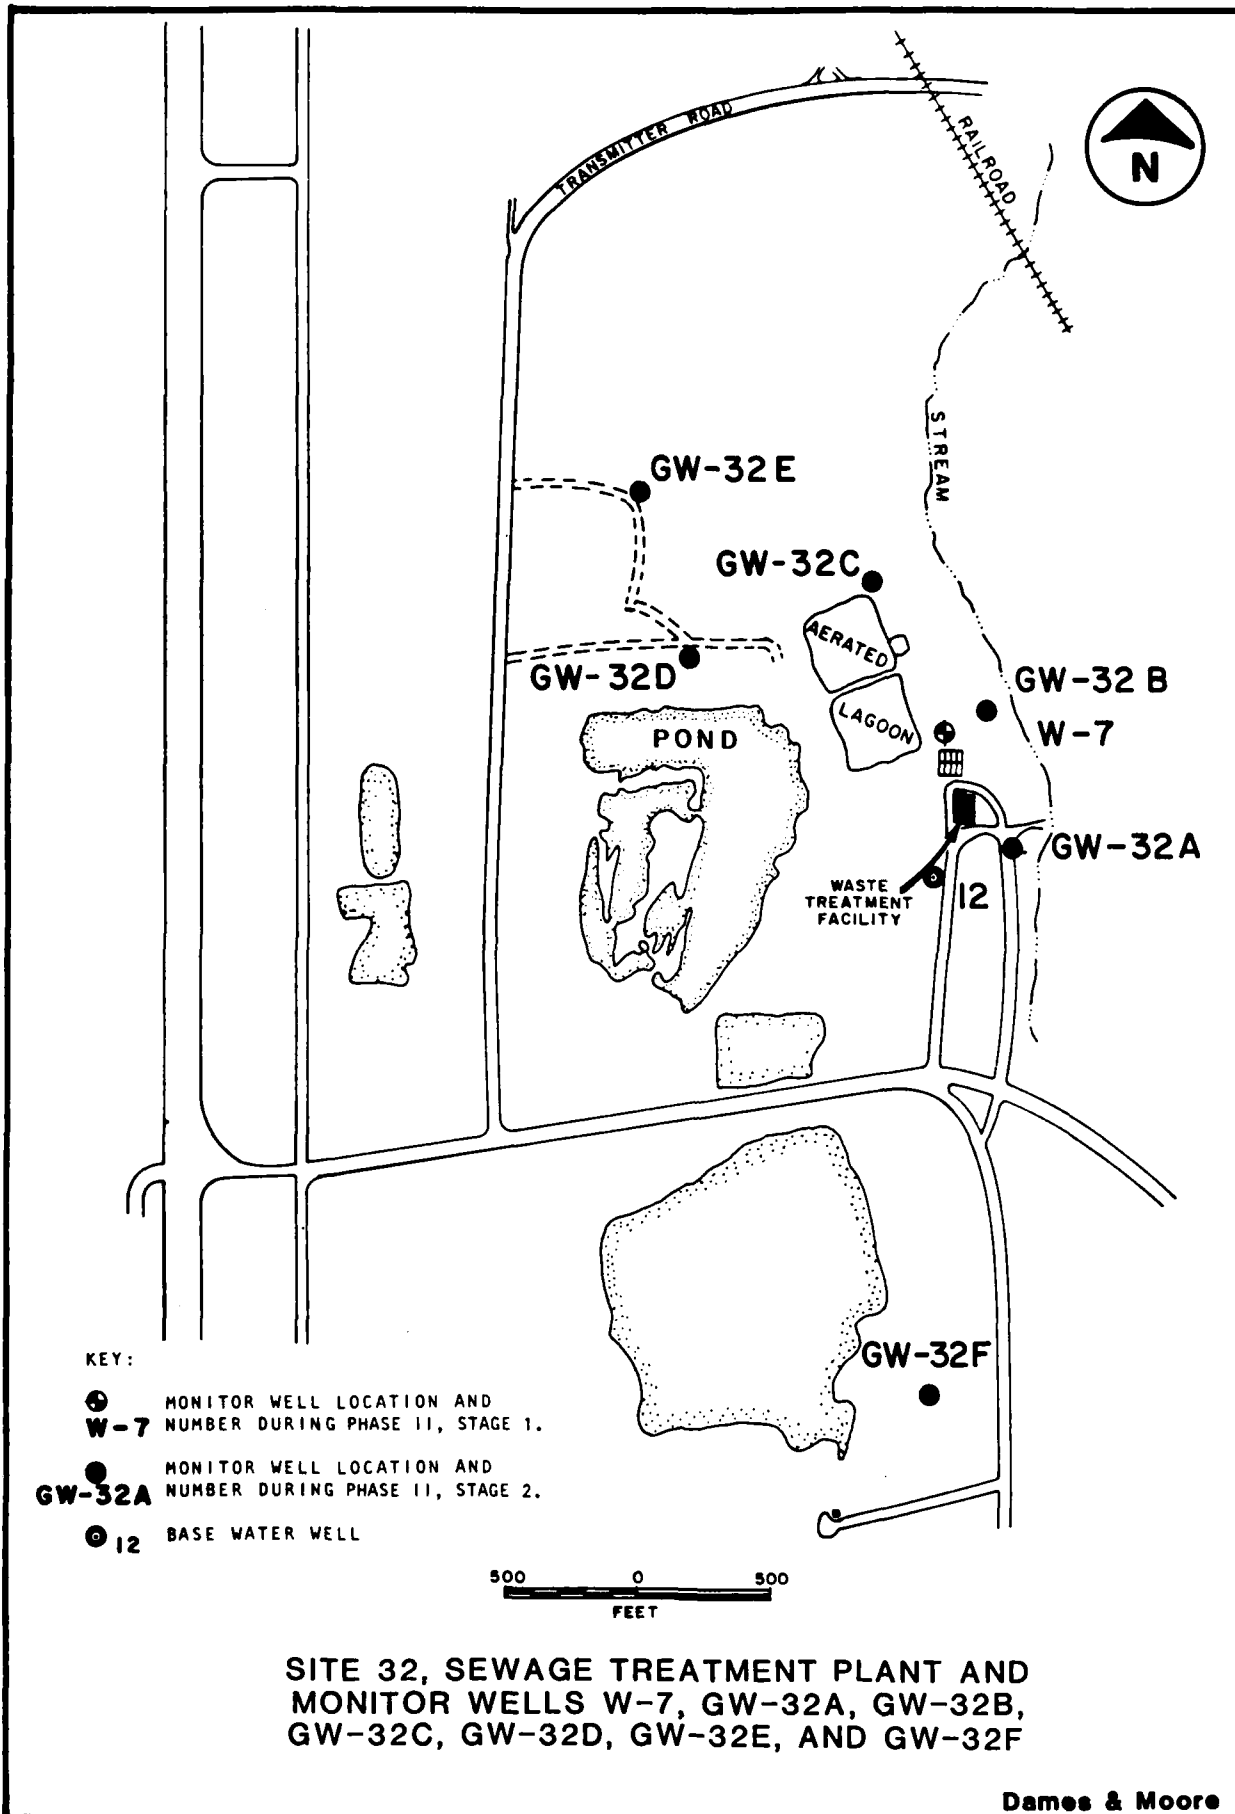 TRANSMITTER ROAD
RAILROAD
N
STREAM
GW-32E
GW-32C
AERATED
GW-32D
GW-32B
LAGOON
W-7
POND
GW-32A
WASTE
TREATMENT
FACILITY
12
GW-32F
KEY:
W-7
MONITOR WELL LOCATION AND
NUMBER DURING PHASE II, STAGE 1.
GW-32A
MONITOR WELL LOCATION AND
NUMBER DURING PHASE II, STAGE 2.
12 BASE WATER WELL
500 0 500
FEET
SITE 32, SEWAGE TREATMENT PLANT AND
MONITOR WELLS W-7, GW-32A, GW-32B,
GW-32C, GW-32D, GW-32E, AND GW-32F
Dames & Moore